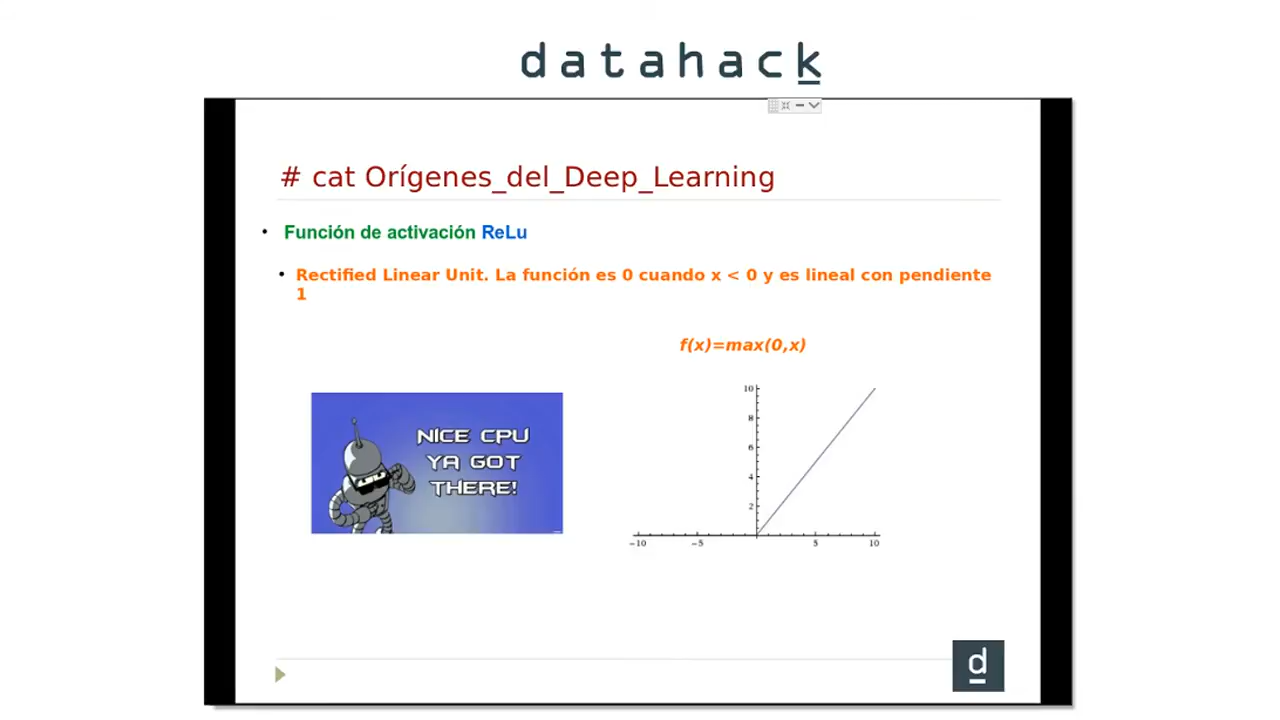 datahack
# cat Orígenes_del_Deep_Learning
• Función de activación ReLu
• Rectified Linear Unit. La función es 0 cuando x < 0 y es lineal con pendiente
1
f(x)=max(0,x)
NICE CPU
YA GOT
THERE!
10
8
6
4
2
−10 −5 5 10
d